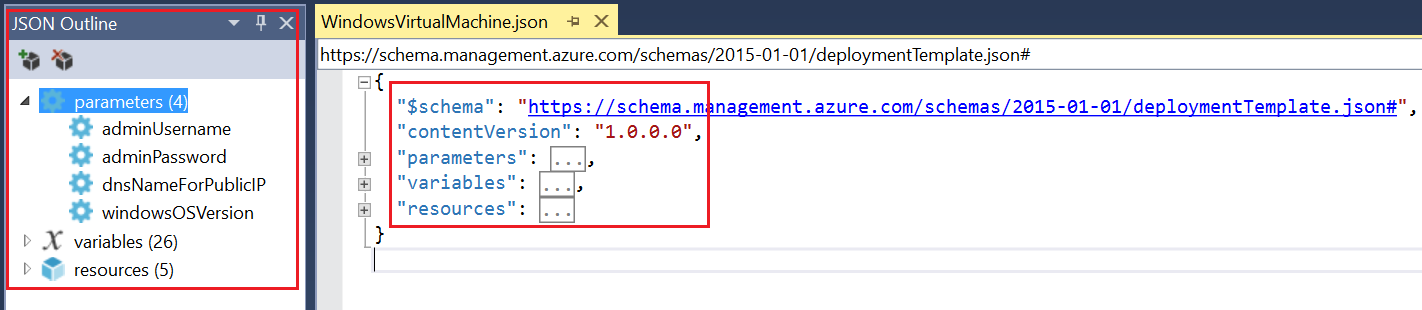 JSON Outline
parameters (4)
adminUsername
adminPassword
dnsNameForPublicIP
windowsOSVersion
variables (26)
resources (5)
WindowsVirtualMachine.json
https://schema.management.azure.com/schemas/2015-01-01/deploymentTemplate.json#
{
"$schema": "https://schema.management.azure.com/schemas/2015-01-01/deploymentTemplate.json#",
"contentVersion": "1.0.0.0",
"parameters": ...,
"variables": ...,
"resources": ...
}